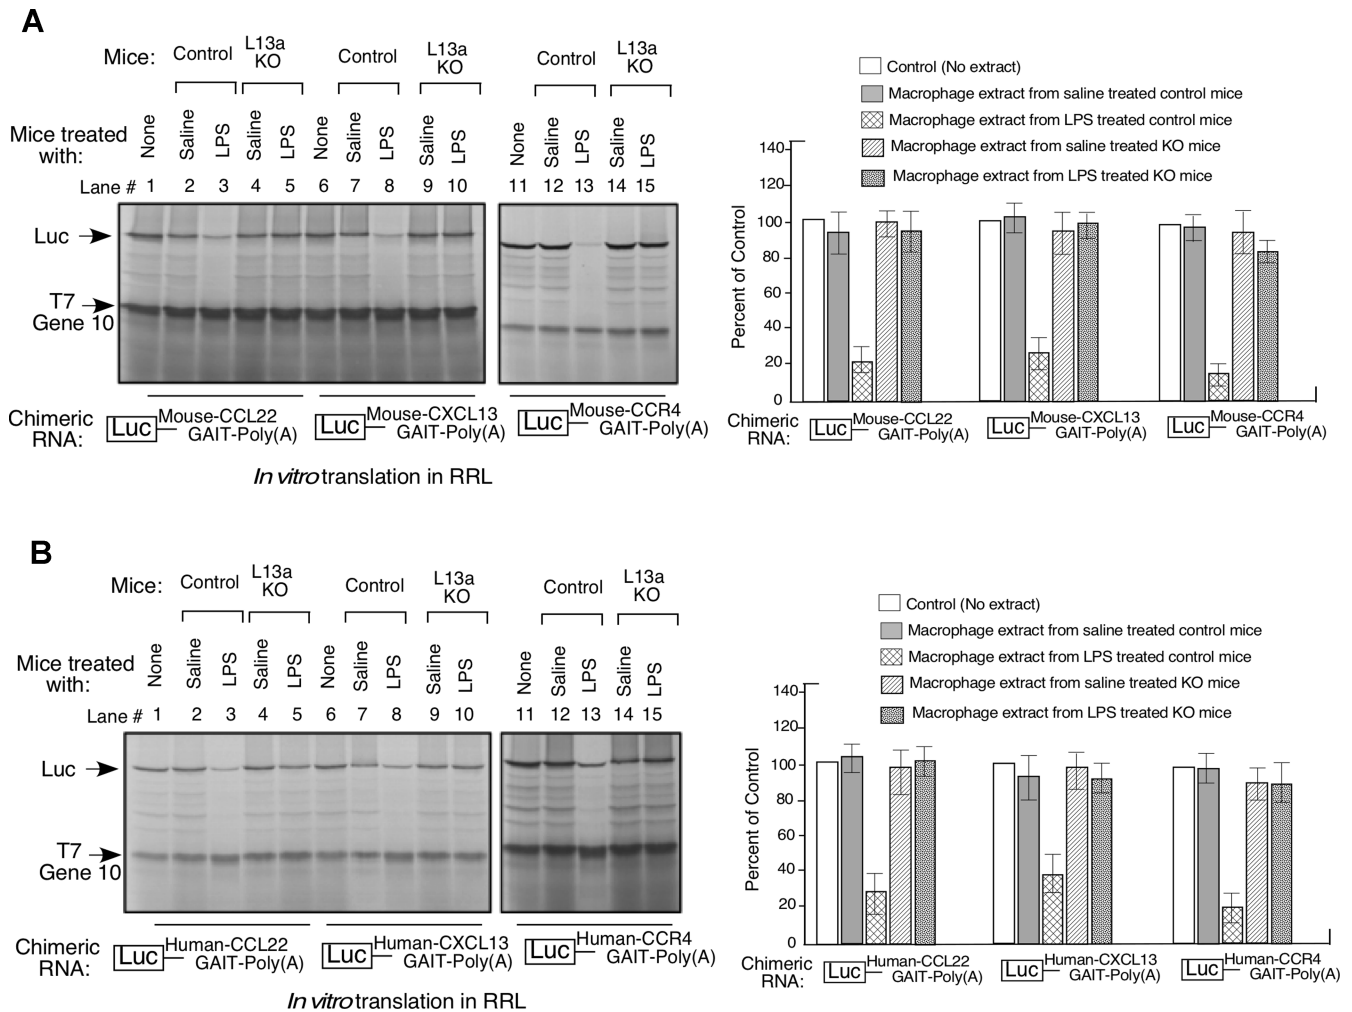 A
Mice: Control L13a KO Control L13a KO Control L13a KO
Mice treated with: None Saline LPS Saline LPS None Saline LPS Saline LPS None Saline LPS Saline LPS
Lane # 1 2 3 4 5 6 7 8 9 10 11 12 13 14 15
Luc
T7
Gene 10
Chimeric RNA: Luc Mouse-CCL22 GAIT-Poly(A) Luc Mouse-CXCL13 GAIT-Poly(A) Luc Mouse-CCR4 GAIT-Poly(A)
In vitro translation in RRL
Control (No extract)
Macrophage extract from saline treated control mice
Macrophage extract from LPS treated control mice
Macrophage extract from saline treated KO mice
Macrophage extract from LPS treated KO mice
Percent of Control
140
120
100
80
60
40
20
0
Chimeric RNA: Luc Mouse-CCL22 GAIT-Poly(A) Luc Mouse-CXCL13 GAIT-Poly(A) Luc Mouse-CCR4 GAIT-Poly(A)
B
Mice: Control L13a KO Control L13a KO Control L13a KO
Mice treated with: None Saline LPS Saline LPS None Saline LPS Saline LPS None Saline LPS Saline LPS
Lane # 1 2 3 4 5 6 7 8 9 10 11 12 13 14 15
Luc
T7
Gene 10
Chimeric RNA: Luc Human-CCL22 GAIT-Poly(A) Luc Human-CXCL13 GAIT-Poly(A) Luc Human-CCR4 GAIT-Poly(A)
In vitro translation in RRL
Control (No extract)
Macrophage extract from saline treated control mice
Macrophage extract from LPS treated control mice
Macrophage extract from saline treated KO mice
Macrophage extract from LPS treated KO mice
Percent of Control
140
120
100
80
60
40
20
0
Chimeric RNA: Luc Human-CCL22 GAIT-Poly(A) Luc Human-CXCL13 GAIT-Poly(A) Luc Human-CCR4 GAIT-Poly(A)